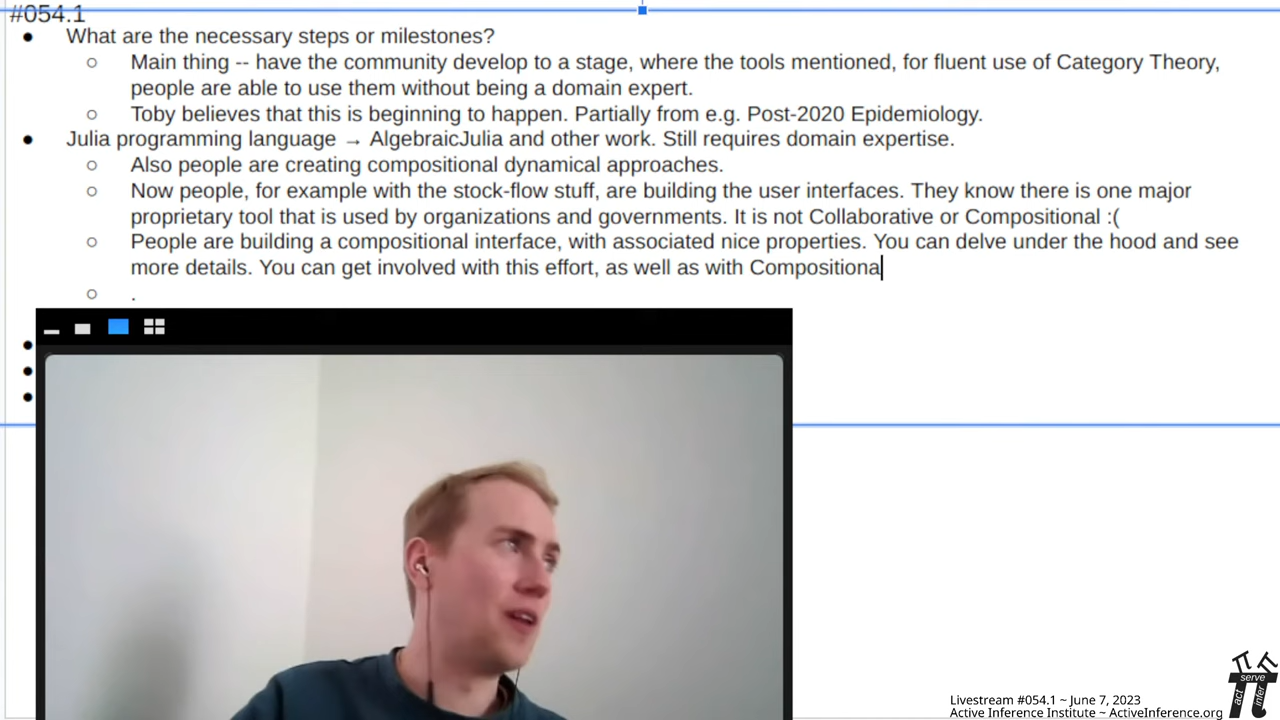 #054.1
● What are the necessary steps or milestones?
○ Main thing -- have the community develop to a stage, where the tools mentioned, for fluent use of Category Theory,
people are able to use them without being a domain expert.
○ Toby believes that this is beginning to happen. Partially from e.g. Post-2020 Epidemiology.
● Julia programming language → AlgebraicJulia and other work. Still requires domain expertise.
○ Also people are creating compositional dynamical approaches.
○ Now people, for example with the stock-flow stuff, are building the user interfaces. They know there is one major
proprietary tool that is used by organizations and governments. It is not Collaborative or Compositional :(
○ People are building a compositional interface, with associated nice properties. You can delve under the hood and see
more details. You can get involved with this effort, as well as with Compositiona
○ .
●
●
●
act serve infer
Livestream #054.1 ~ June 7, 2023
Active Inference Institute ~ ActiveInference.org